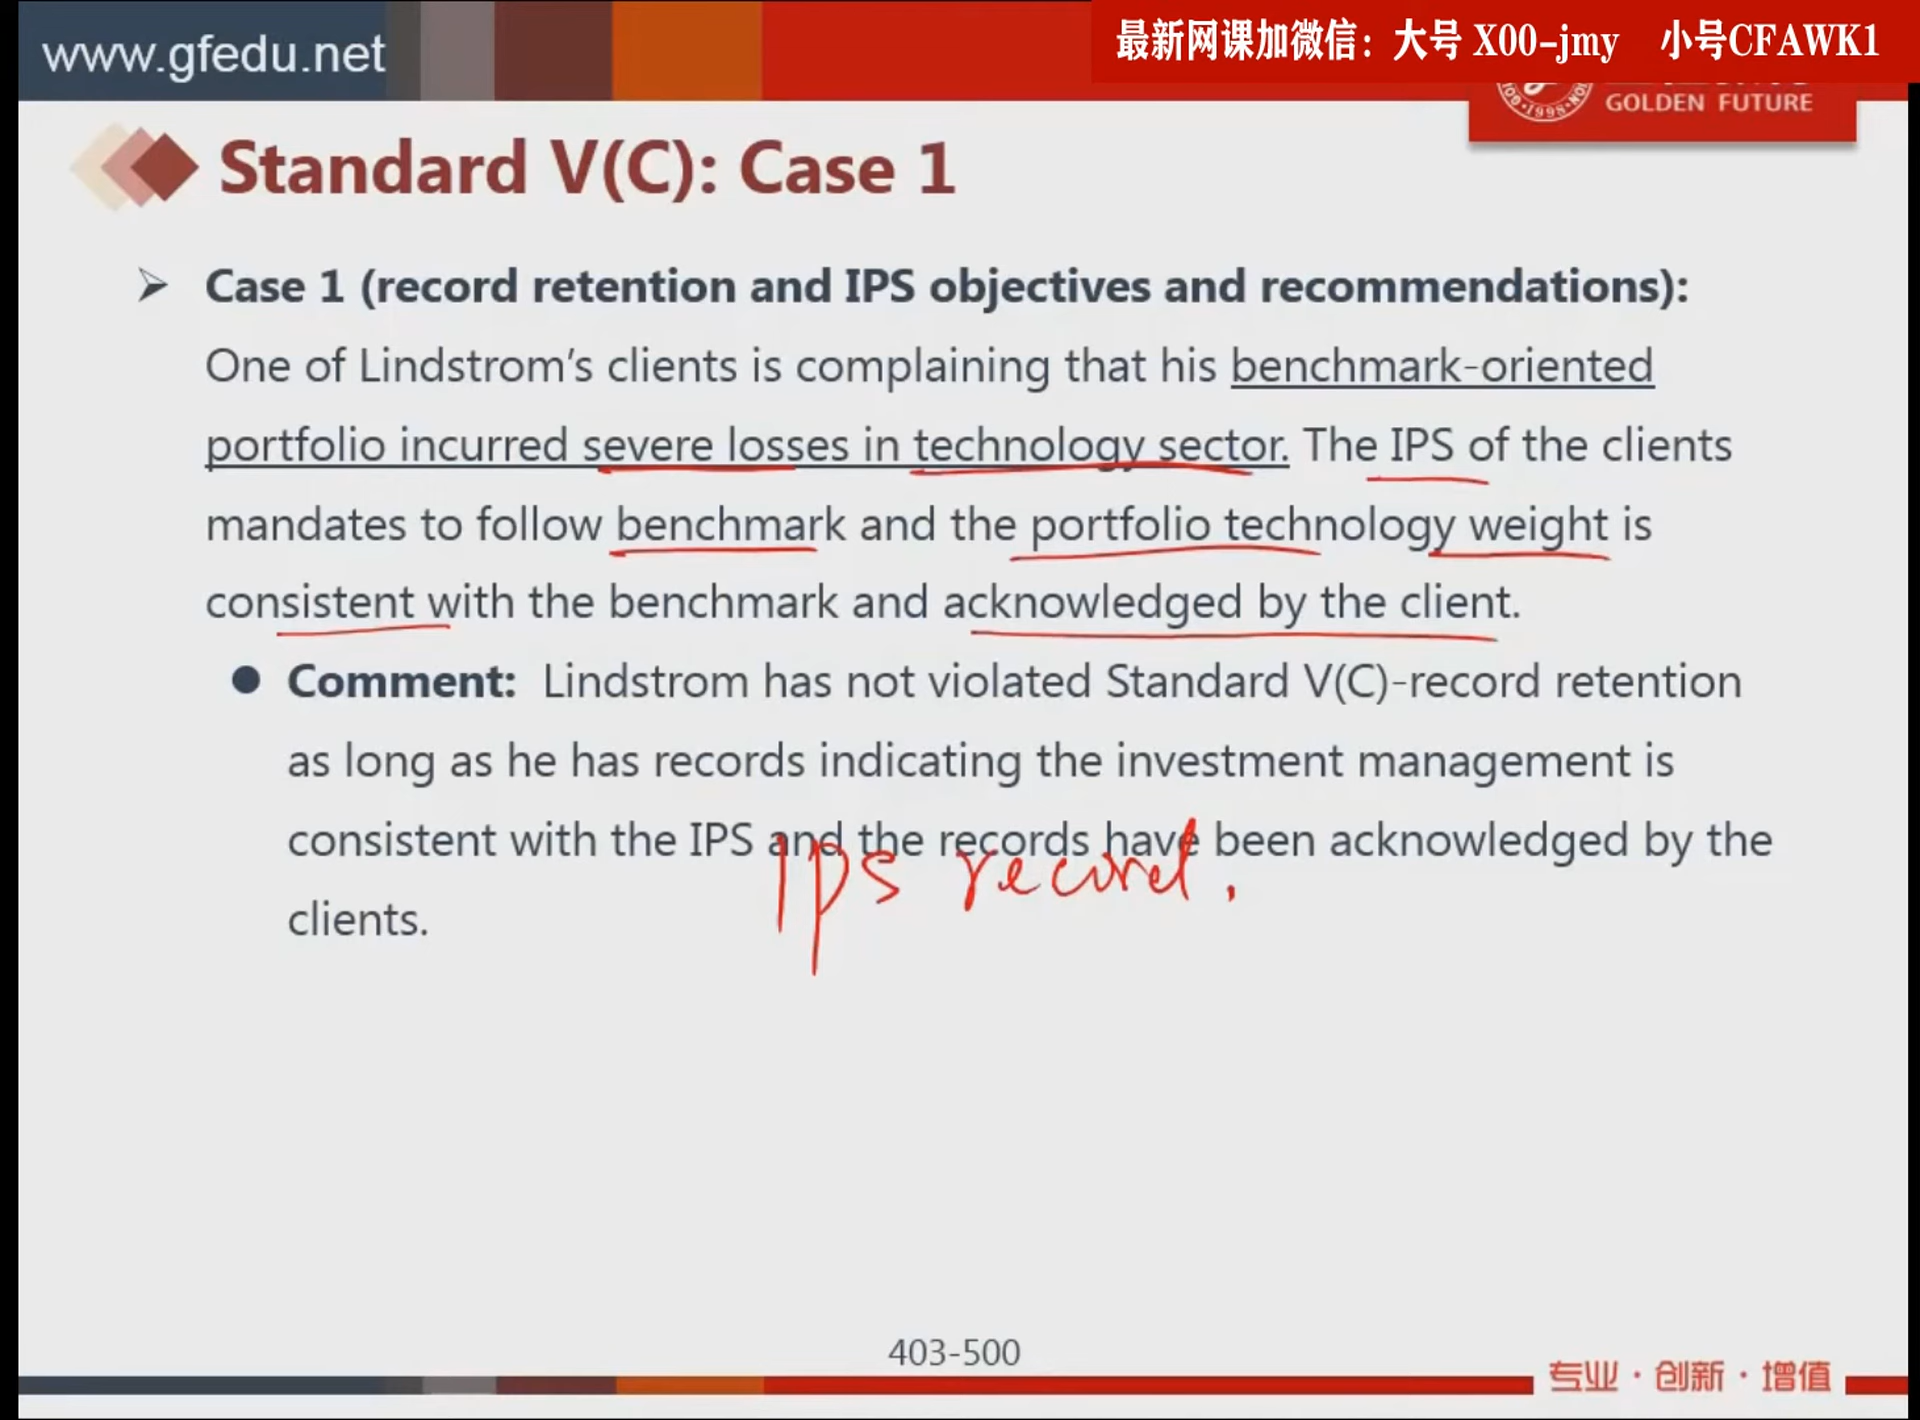 www.gfedu.net
最新网课加微信：大号 X00-jmy 小号CFAWK1
1998
GOLDEN FUTURE
Standard V(C): Case 1
➢ Case 1 (record retention and IPS objectives and recommendations):
One of Lindstrom's clients is complaining that his benchmark-oriented
portfolio incurred severe losses in technology sector. The IPS of the clients
mandates to follow benchmark and the portfolio technology weight is
consistent with the benchmark and acknowledged by the client.
● Comment: Lindstrom has not violated Standard V(C)-record retention
as long as he has records indicating the investment management is
consistent with the IPS and the records have been acknowledged by the
clients.
Ips record.
403-500
专业·创新·增值